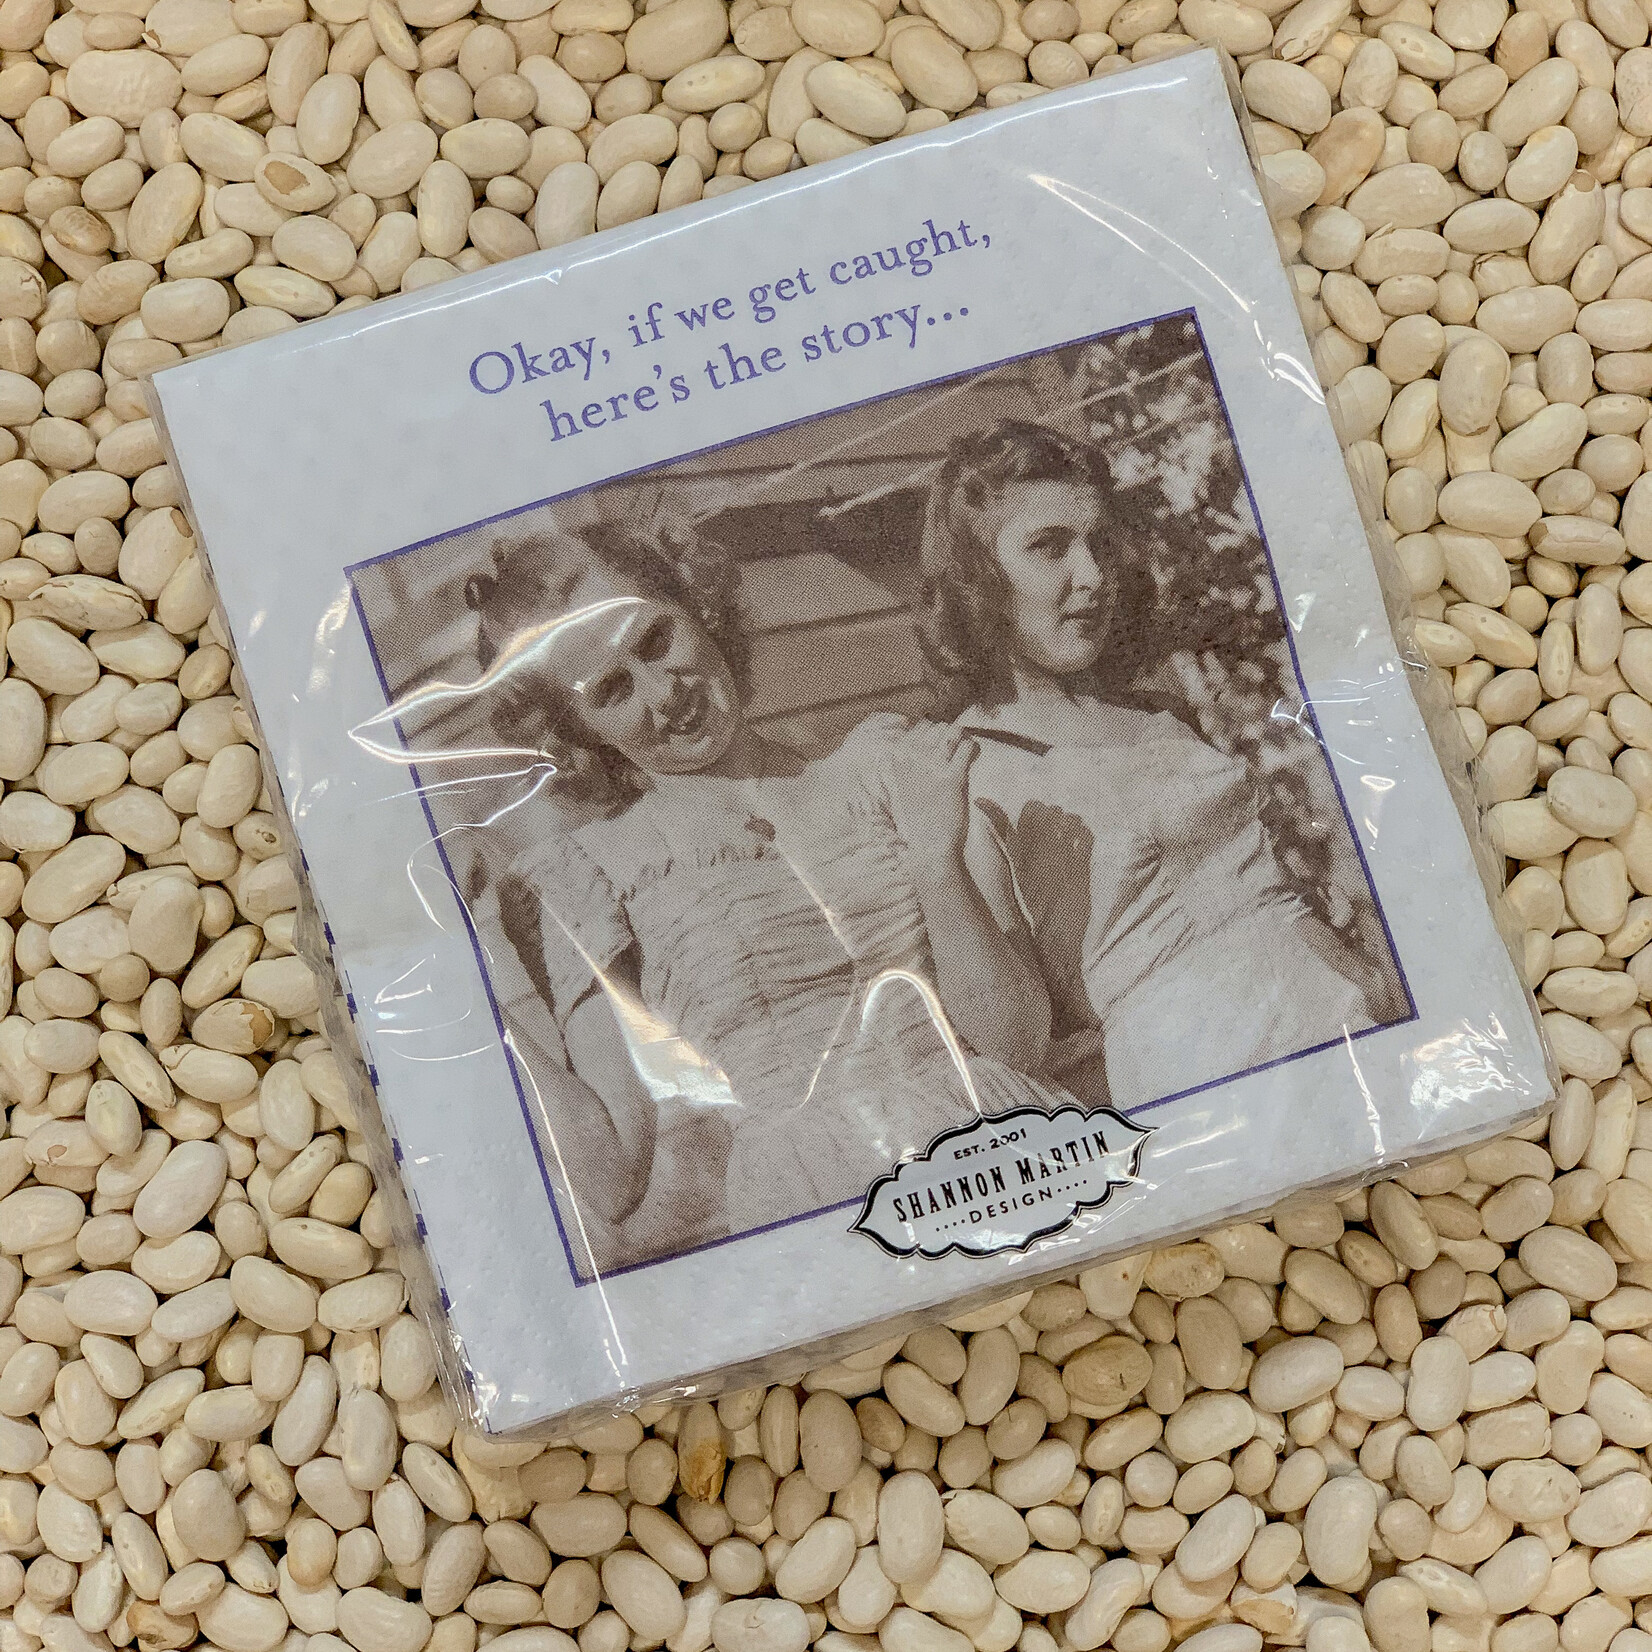 Okay, if we get caught,
here's the story...
EST. 2001
SHANNON MARTIN
....DESIGN....